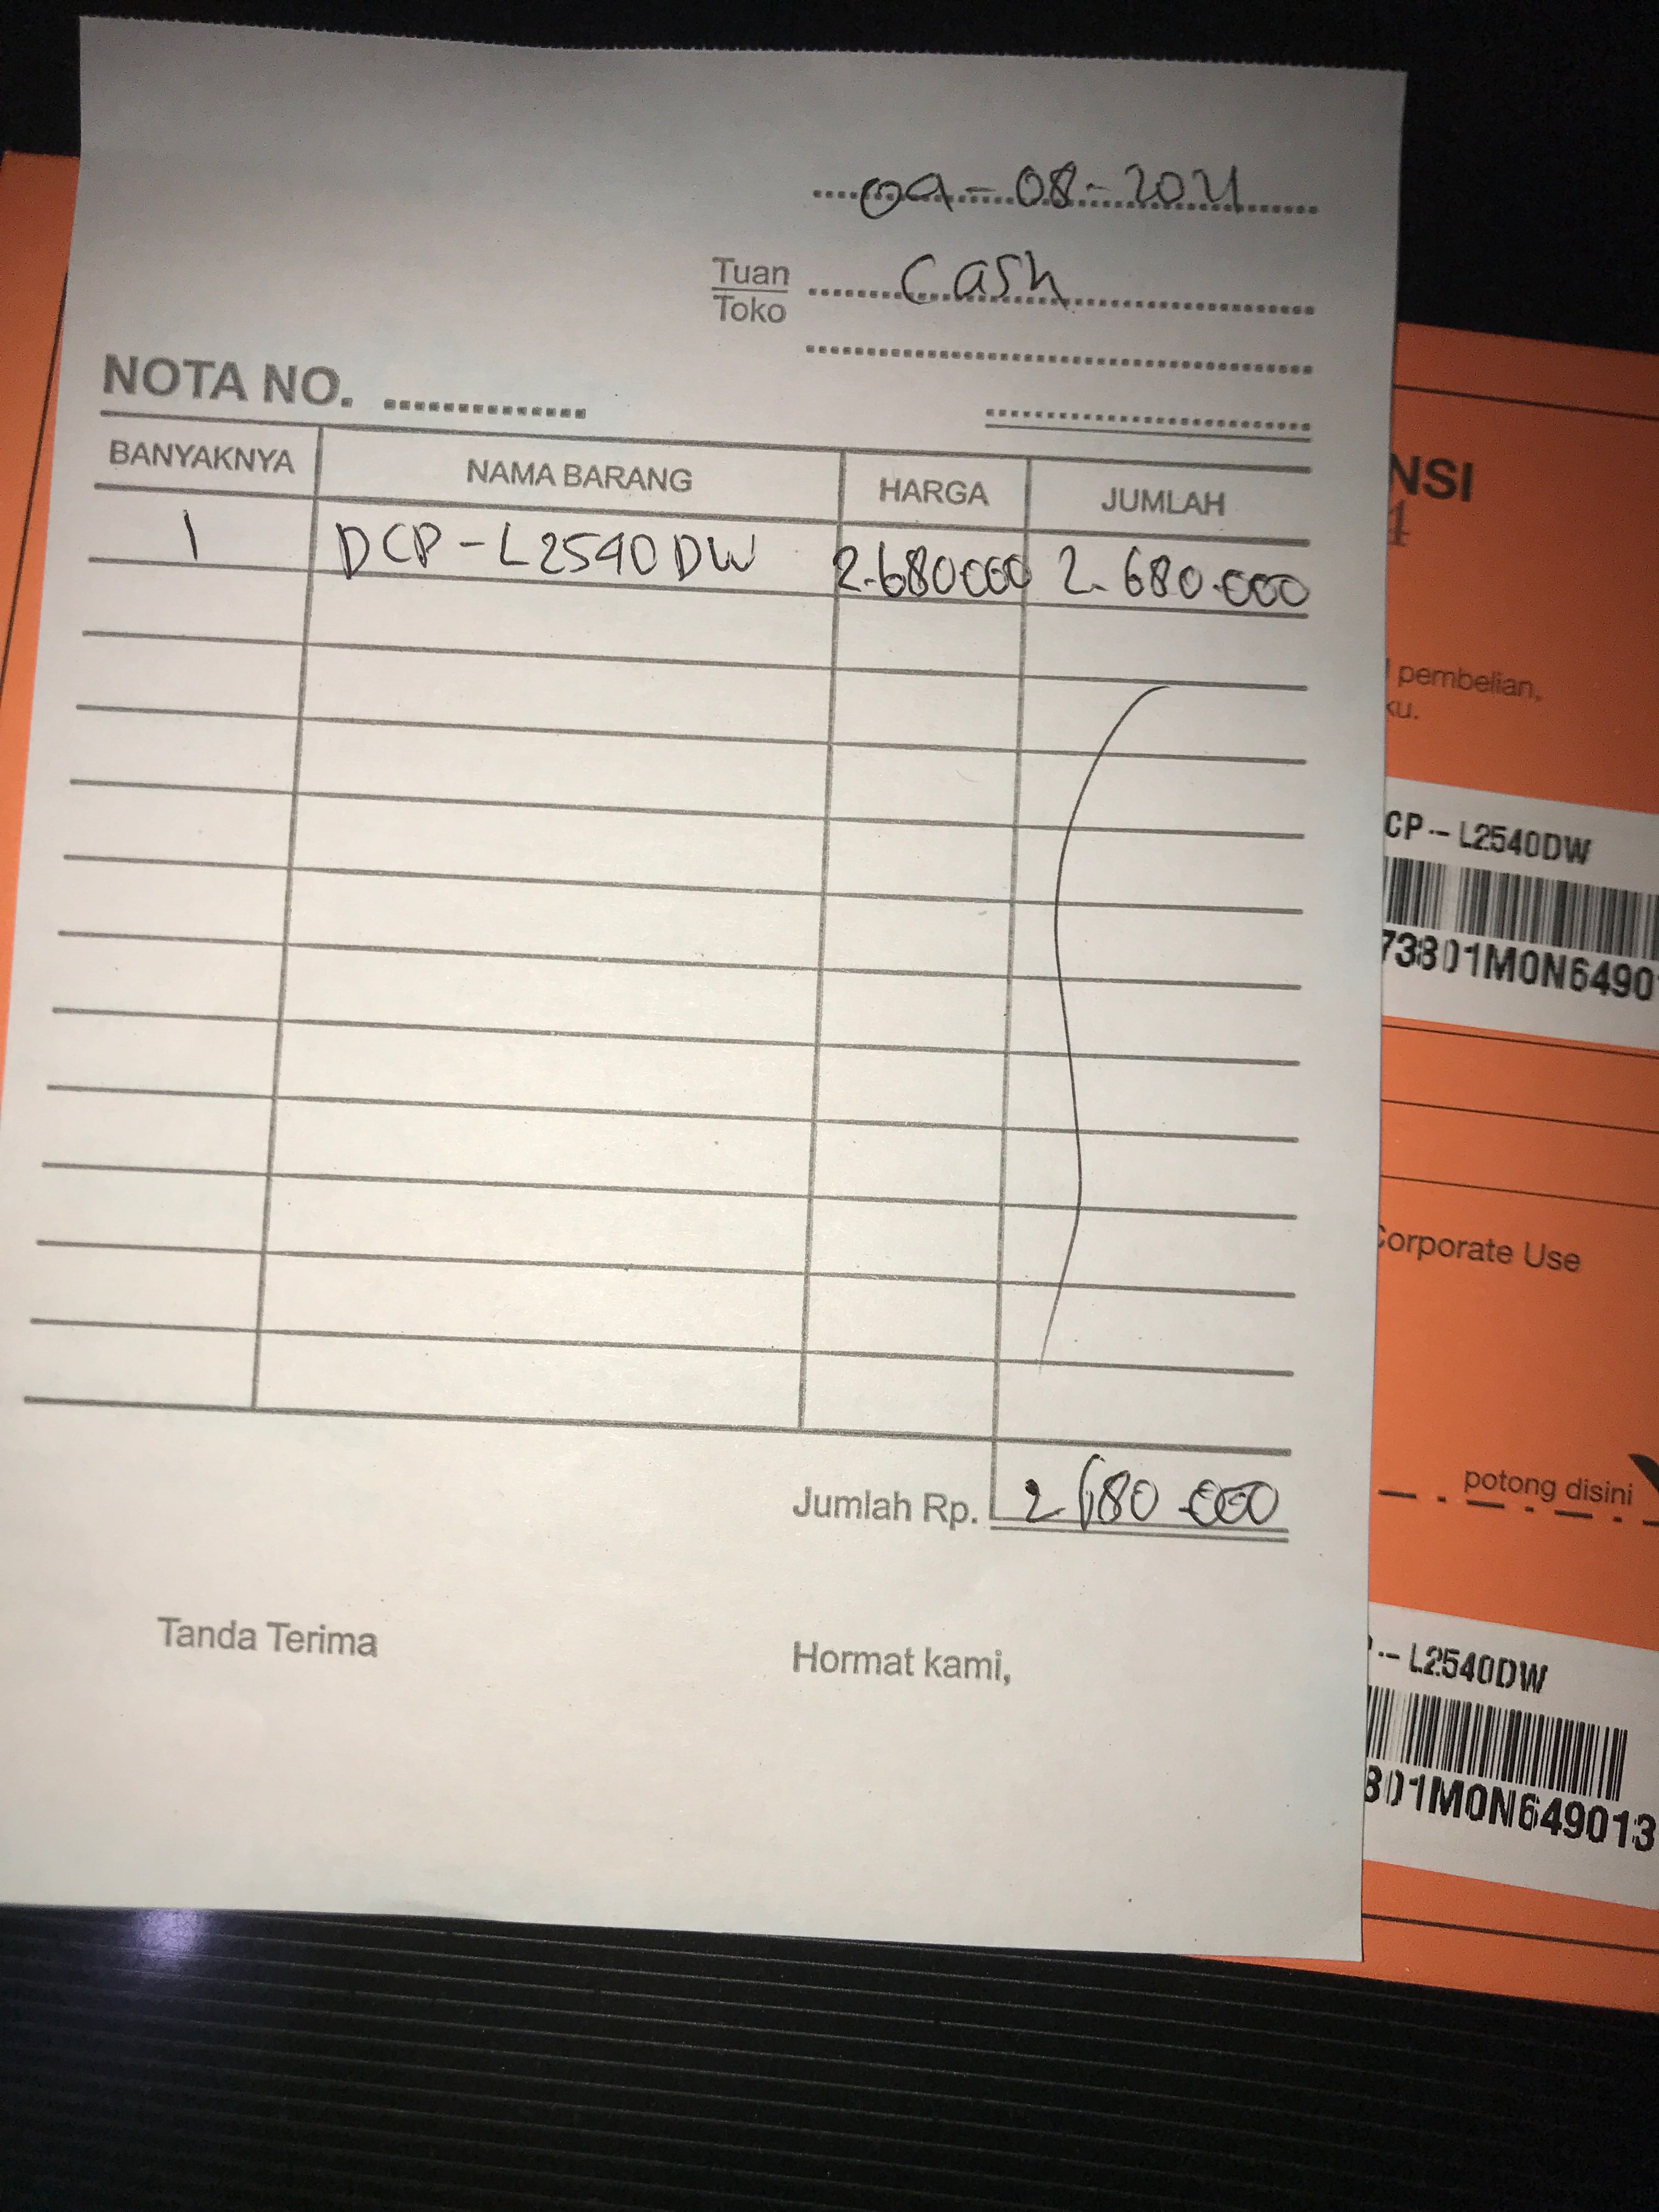 09-08-2021
Tuan Cash
Toko
NOTA NO.
BANYAKNYA NAMA BARANG HARGA JUMLAH
1 DCP-L2540DW 2.680000 2.680.000
Jumlah Rp. 2 680.000
Tanda Terima Hormat kami,
NSI
4
pembelian,
ku.
CP-- L2540DW
73801M0N6490
Corporate Use
potong disini
-- L2540DW
801M0N649013